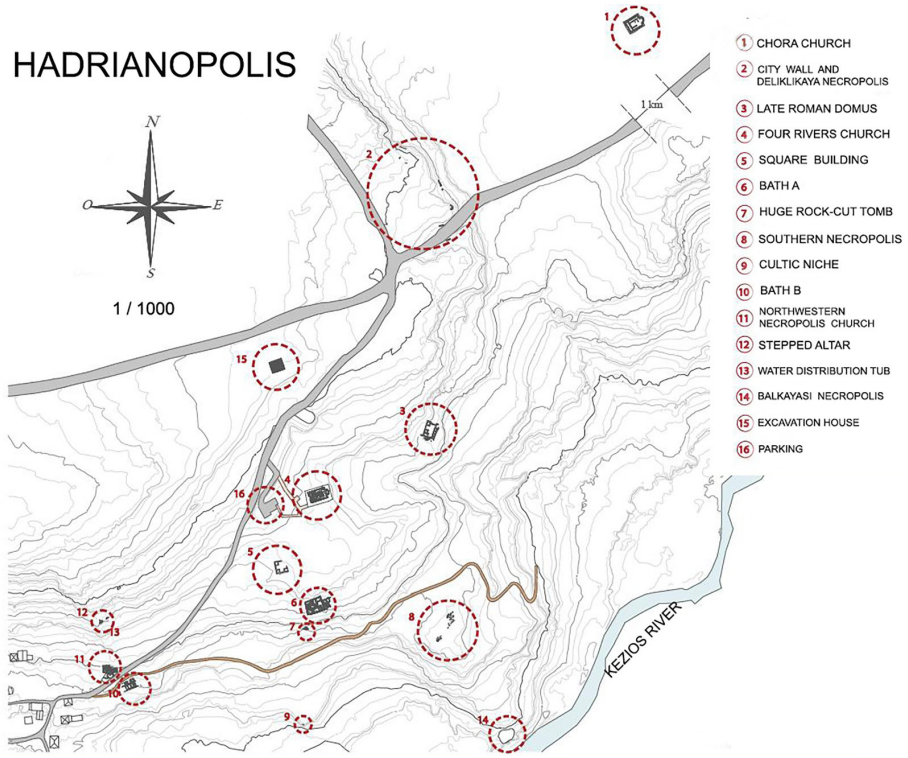 HADRIANOPOLIS
N
O
E
S
1 / 1000
1
2
1 km
15
3
4
16
5
6
7
8
12
13
11
10
9
14
KEZIOS RIVER
1 CHORA CHURCH
2 CITY WALL AND
DELIKLIKAYA NECROPOLIS
3 LATE ROMAN DOMUS
4 FOUR RIVERS CHURCH
5 SQUARE BUILDING
6 BATH A
7 HUGE ROCK-CUT TOMB
8 SOUTHERN NECROPOLIS
9 CULTIC NICHE
10 BATH B
11 NORTHWESTERN
NECROPOLIS CHURCH
12 STEPPED ALTAR
13 WATER DISTRIBUTION TUB
14 BALKAYASI NECROPOLIS
15 EXCAVATION HOUSE
16 PARKING